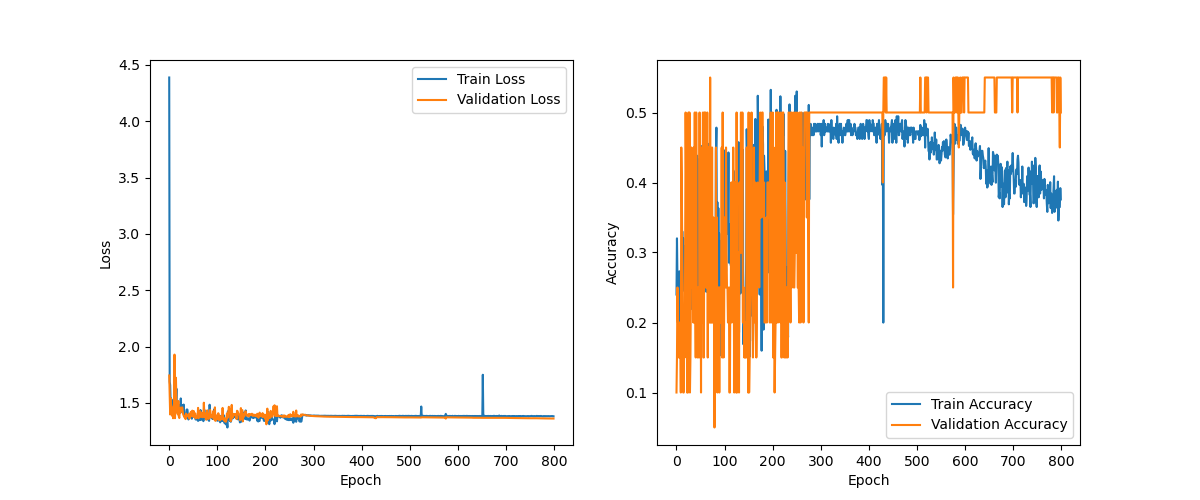 4.5
4.0
3.5
3.0
2.5
2.0
1.5
Loss
0 100 200 300 400 500 600 700 800
Epoch
Train Loss
Validation Loss
0.5
0.4
0.3
0.2
0.1
Accuracy
0 100 200 300 400 500 600 700 800
Epoch
Train Accuracy
Validation Accuracy